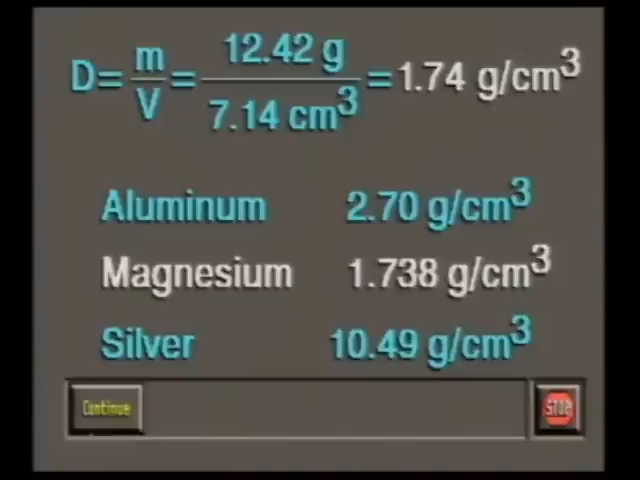 D = m/V = 12.42 g / 7.14 cm³ = 1.74 g/cm³
Aluminum 2.70 g/cm³
Magnesium 1.738 g/cm³
Silver 10.49 g/cm³
Continue STOP